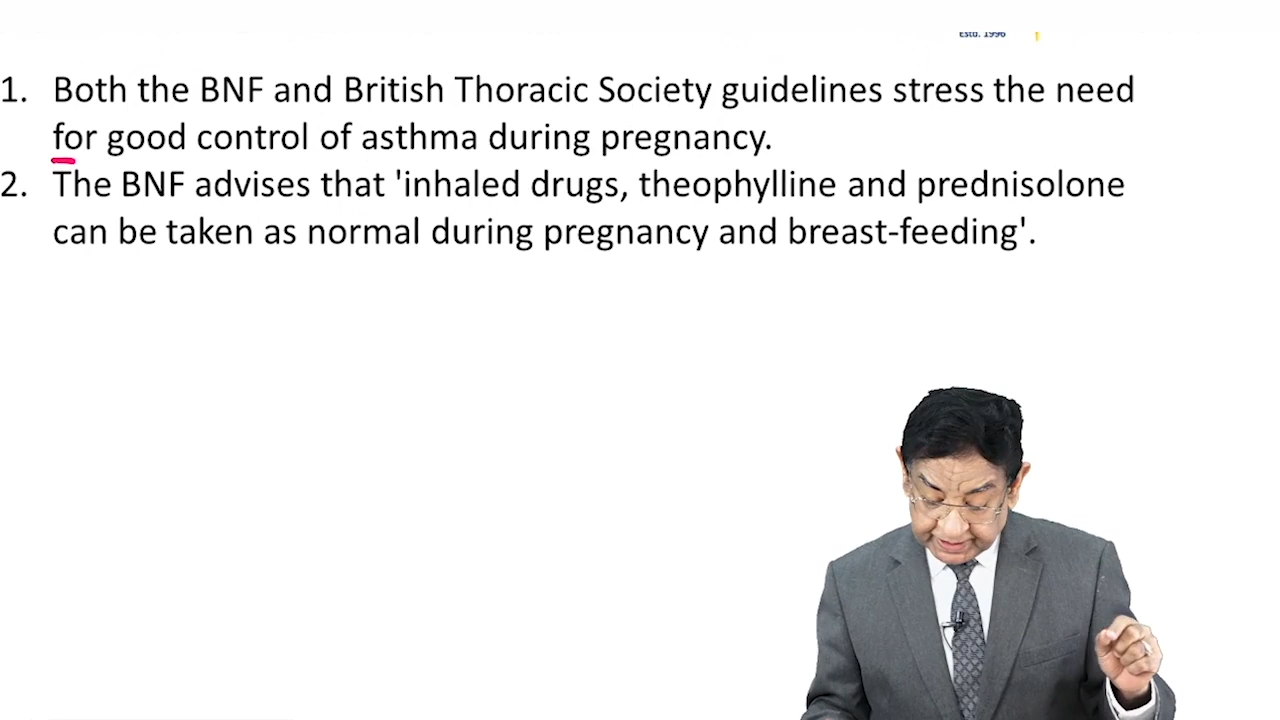 Estd. 1996
1. Both the BNF and British Thoracic Society guidelines stress the need
for good control of asthma during pregnancy.
2. The BNF advises that 'inhaled drugs, theophylline and prednisolone
can be taken as normal during pregnancy and breast-feeding'.